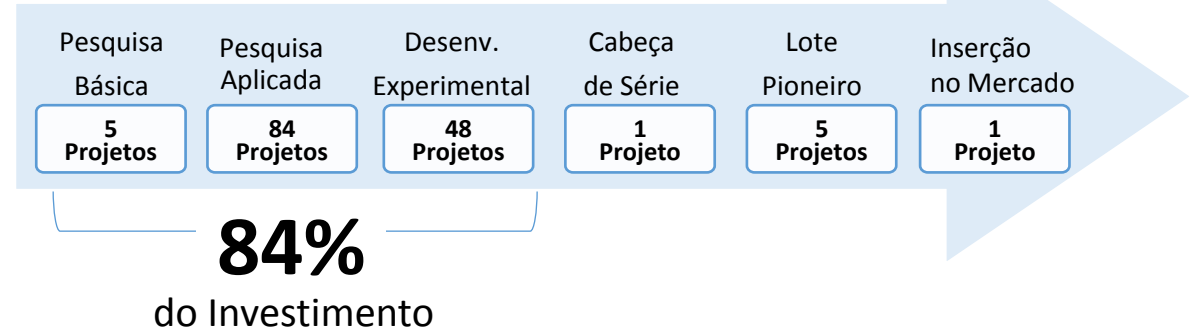 Pesquisa
Básica
5
Projetos
Pesquisa
Aplicada
84
Projetos
Desenv.
Experimental
48
Projetos
Cabeça
de Série
1
Projeto
Lote
Pioneiro
5
Projetos
Inserção
no Mercado
1
Projeto
84%
do Investimento